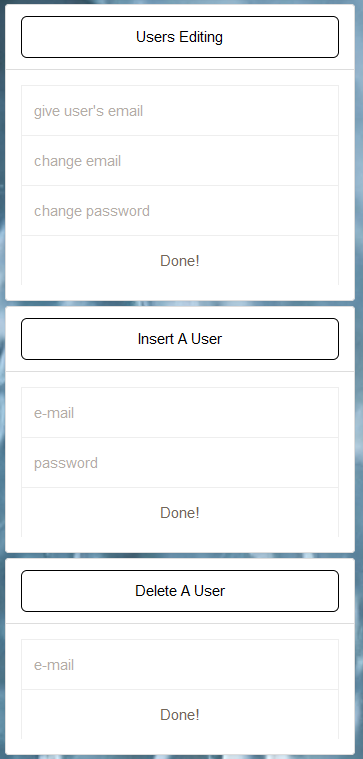 Users Editing
give user's email
change email
change password
Done!
Insert A User
e-mail
password
Done!
Delete A User
e-mail
Done!